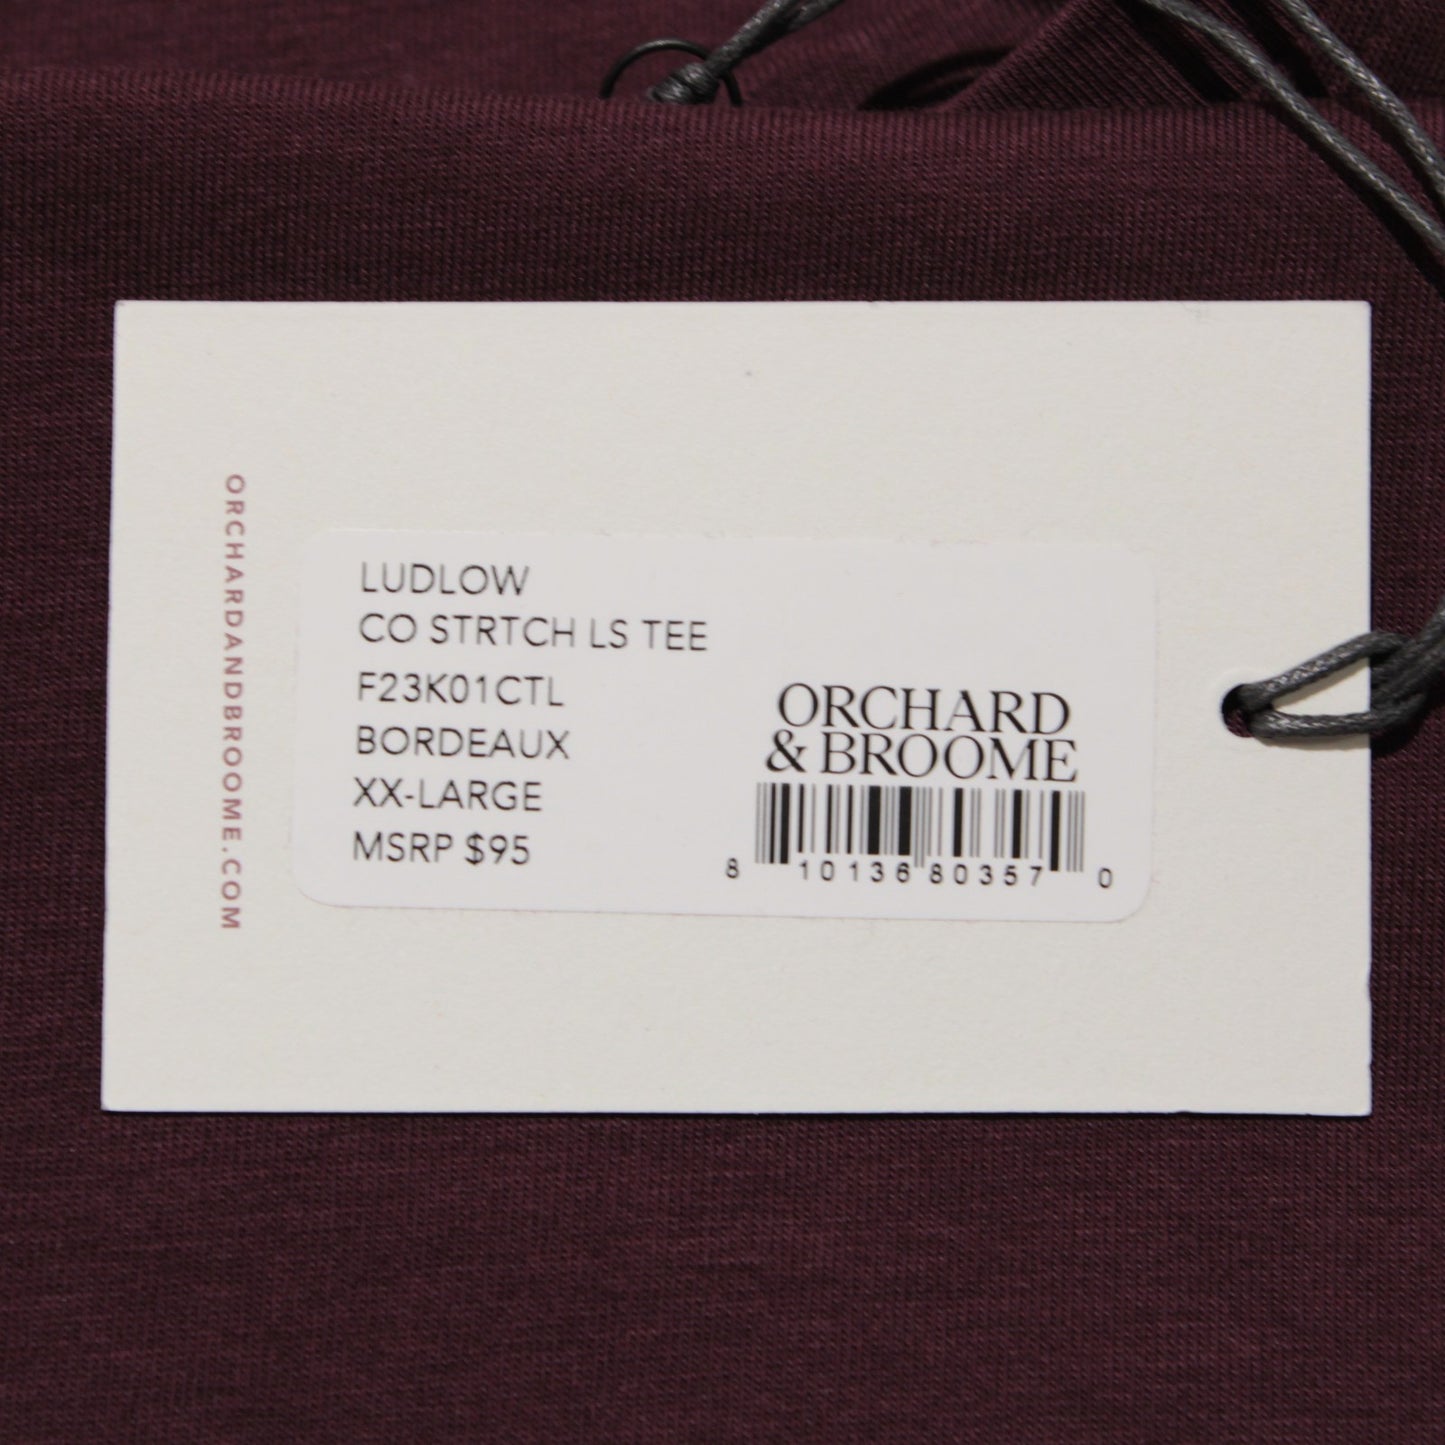 ORCHARDANDBROOME.COM
LUDLOW
CO STRTCH LS TEE
F23K01CTL
BORDEAUX
XX-LARGE
MSRP $95
ORCHARD
& BROOME
8 10136 80357 0